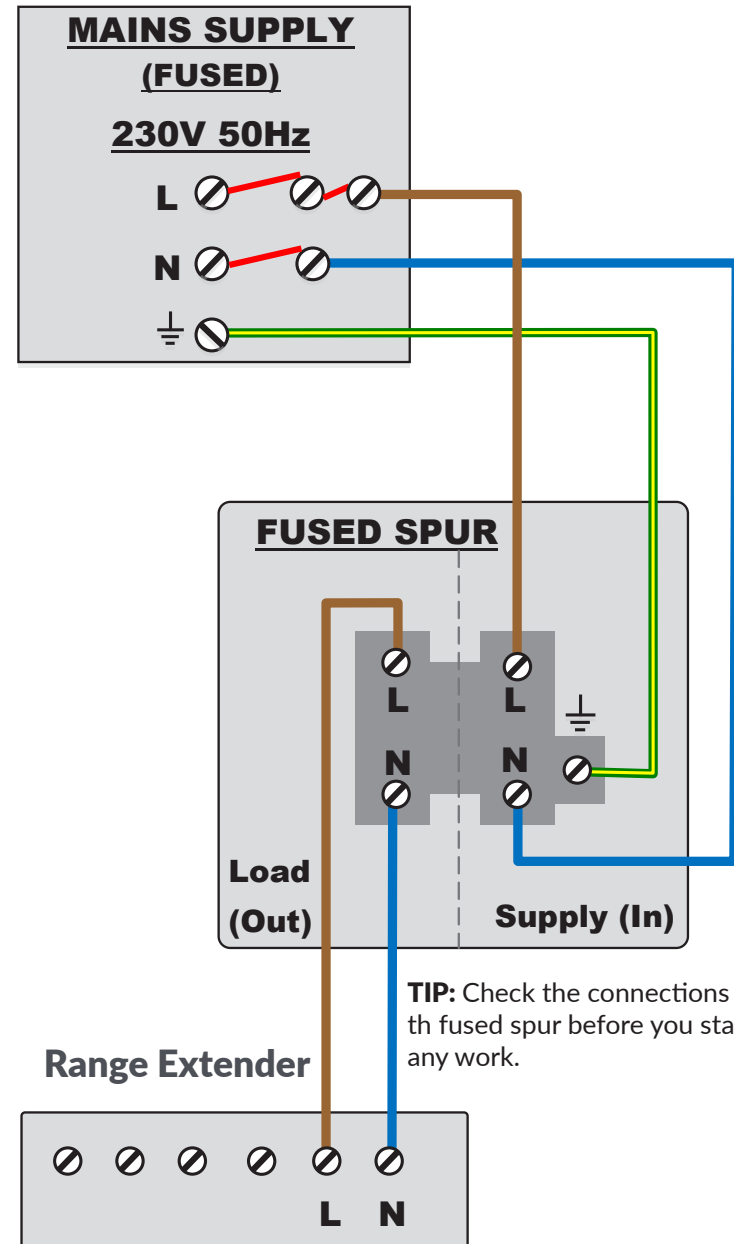 MAINS SUPPLY
(FUSED)
230V 50Hz
L
N
FUSED SPUR
L
L
N
N
Load
(Out)
Supply (In)
TIP: Check the connections
th fused spur before you sta
any work.
Range Extender
L N